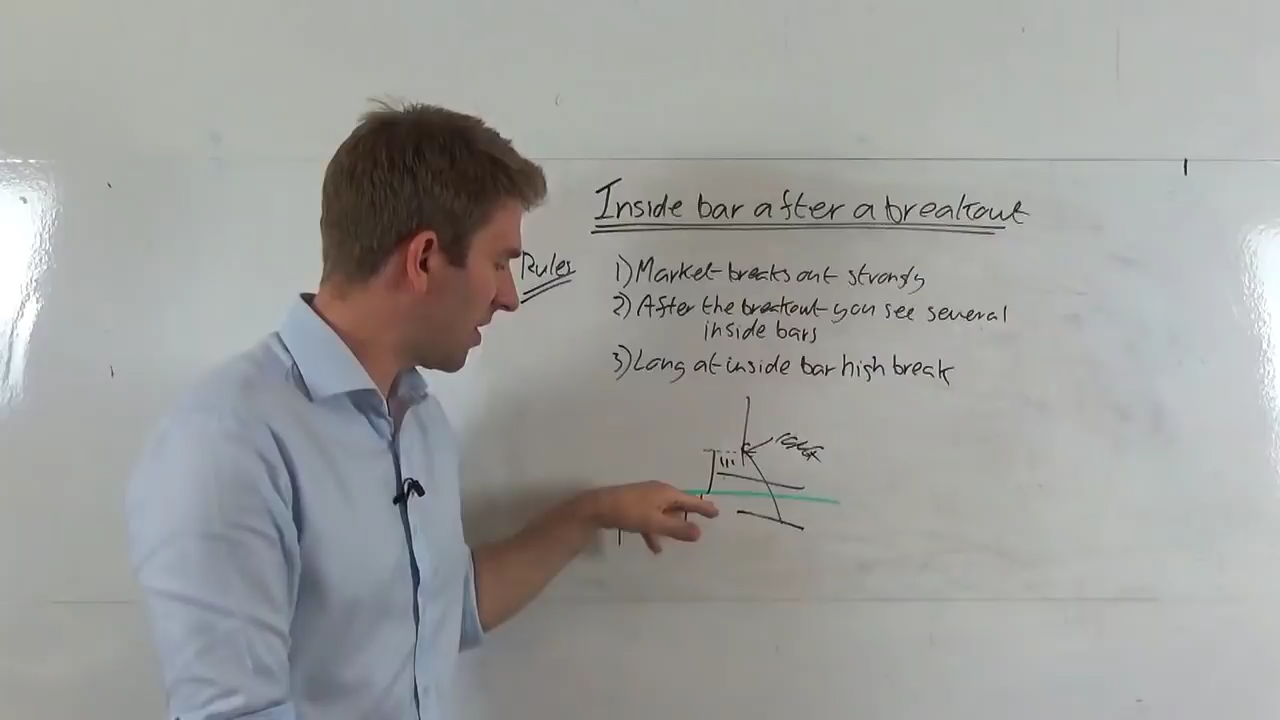 Inside bar after a breakout
Rules
1) Market breaks out strongly
2) After the breakout you see several
inside bars
3) Long at inside bar high break